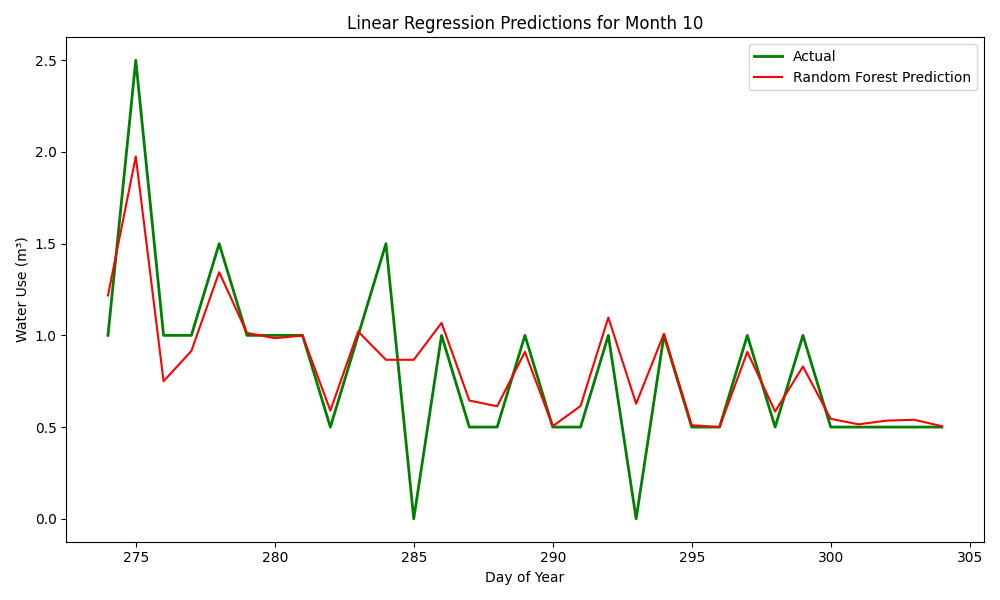 Linear Regression Predictions for Month 10
Actual
Random Forest Prediction
Water Use (m³)
2.5
2.0
1.5
1.0
0.5
0.0
275
280
285
290
295
300
305
Day of Year